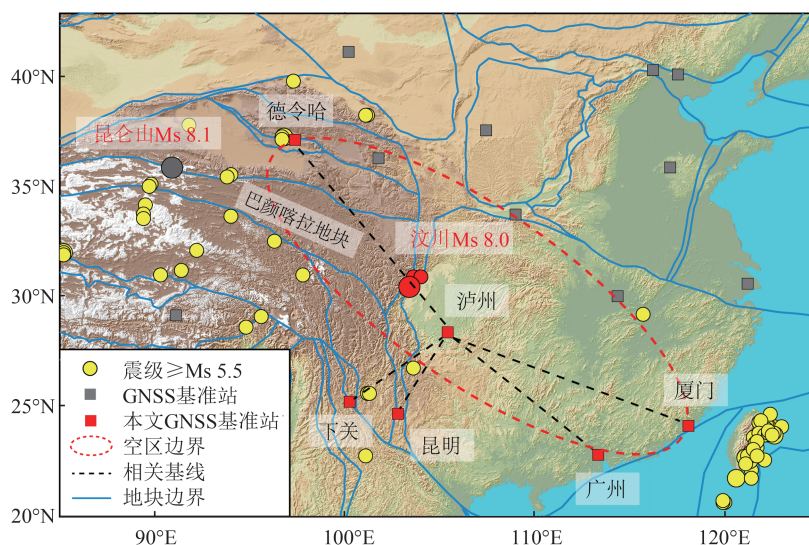 40°N
德令哈
昆仑山Ms 8.1
35°N
巴颜喀拉地块
汶川Ms 8.0
30°N
泸州
震级≥Ms 5.5
GNSS基准站
本文GNSS基准站
空区边界
相关基线
地块边界
25°N
下关
昆明
厦门
广州
20°N
90°E
100°E
110°E
120°E